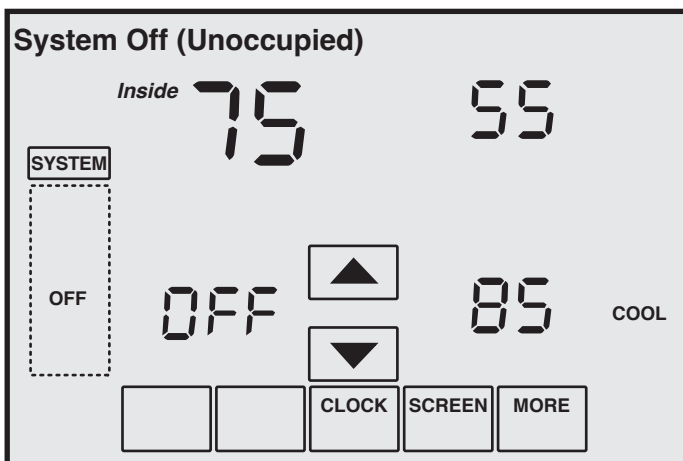 System Off (Unoccupied)
Inside 75 55
SYSTEM
OFF
OFF 85 COOL
CLOCK SCREEN MORE